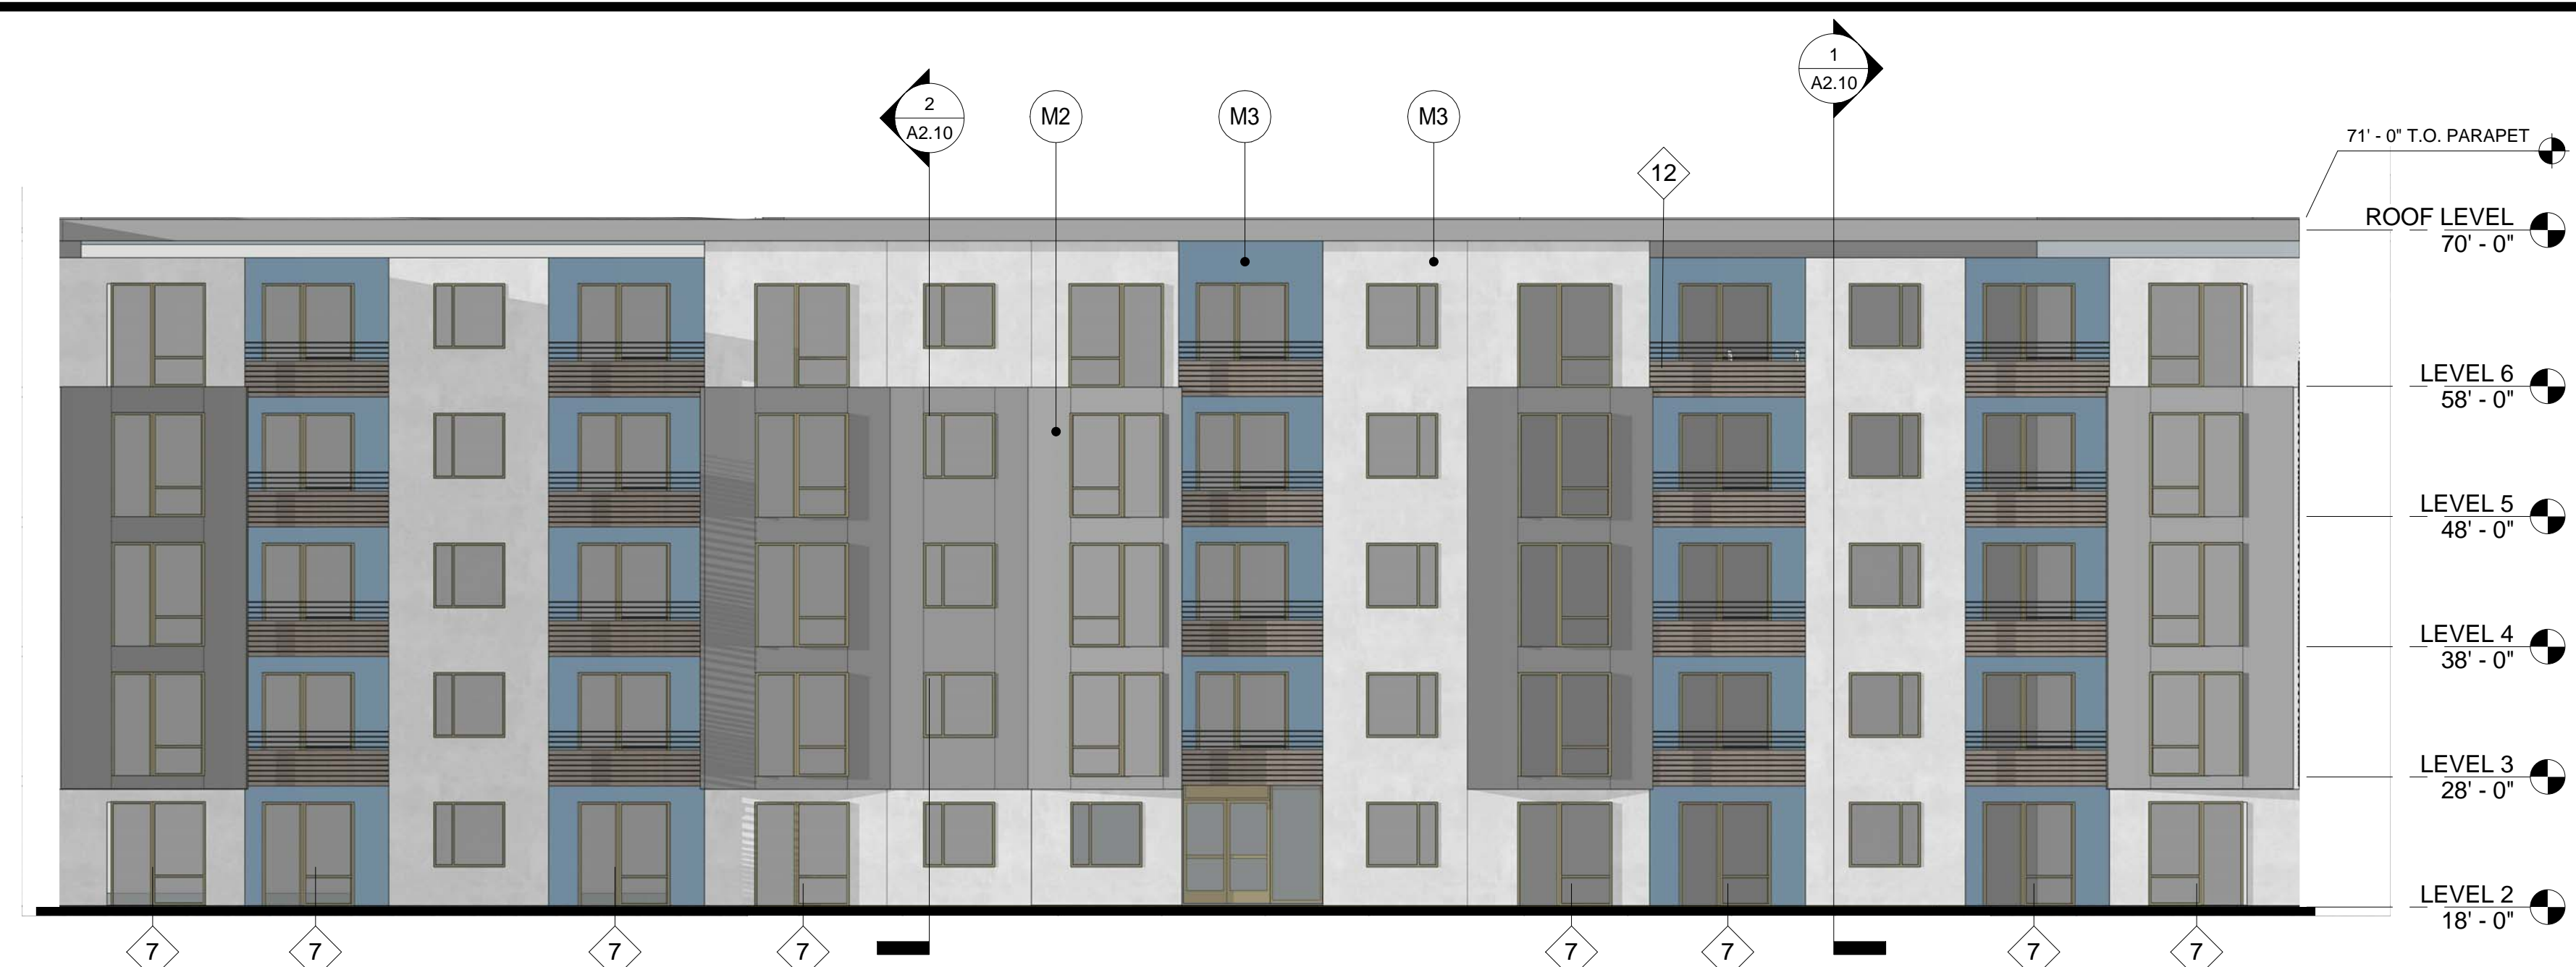 1
A2.10
2
A2.10
M2
M3
M3
71' - 0" T.O. PARAPET
12
ROOF LEVEL
70' - 0"
LEVEL 6
58' - 0"
LEVEL 5
48' - 0"
LEVEL 4
38' - 0"
LEVEL 3
28' - 0"
LEVEL 2
18' - 0"
7
7
7
7
7
7
7
7